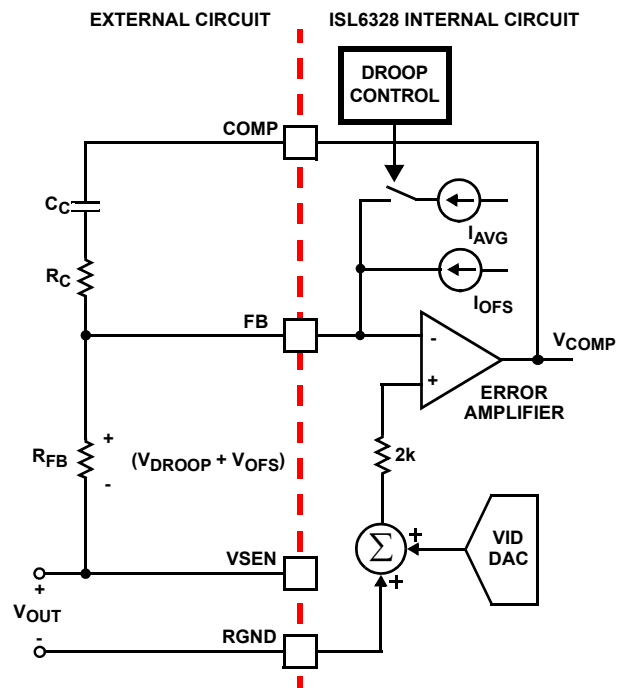 EXTERNAL CIRCUIT
ISL6328 INTERNAL CIRCUIT
DROOP
CONTROL
COMP
CC
IAVG
RC
IOFS
FB
VCOMP
-
+
ERROR
AMPLIFIER
+
RFB
(VDROOP + VOFS)
-
2k
VID
DAC
+
Σ
+
VSEN
+
VOUT
-
RGND